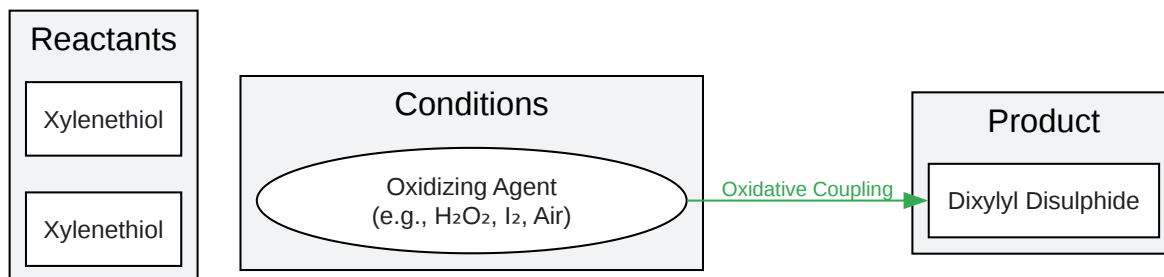 Reactants
Xylenethiol
Xylenethiol
Conditions
Oxidizing Agent
(e.g., H₂O₂, I₂, Air)
Oxidative Coupling
Product
Dixylyl Disulphide